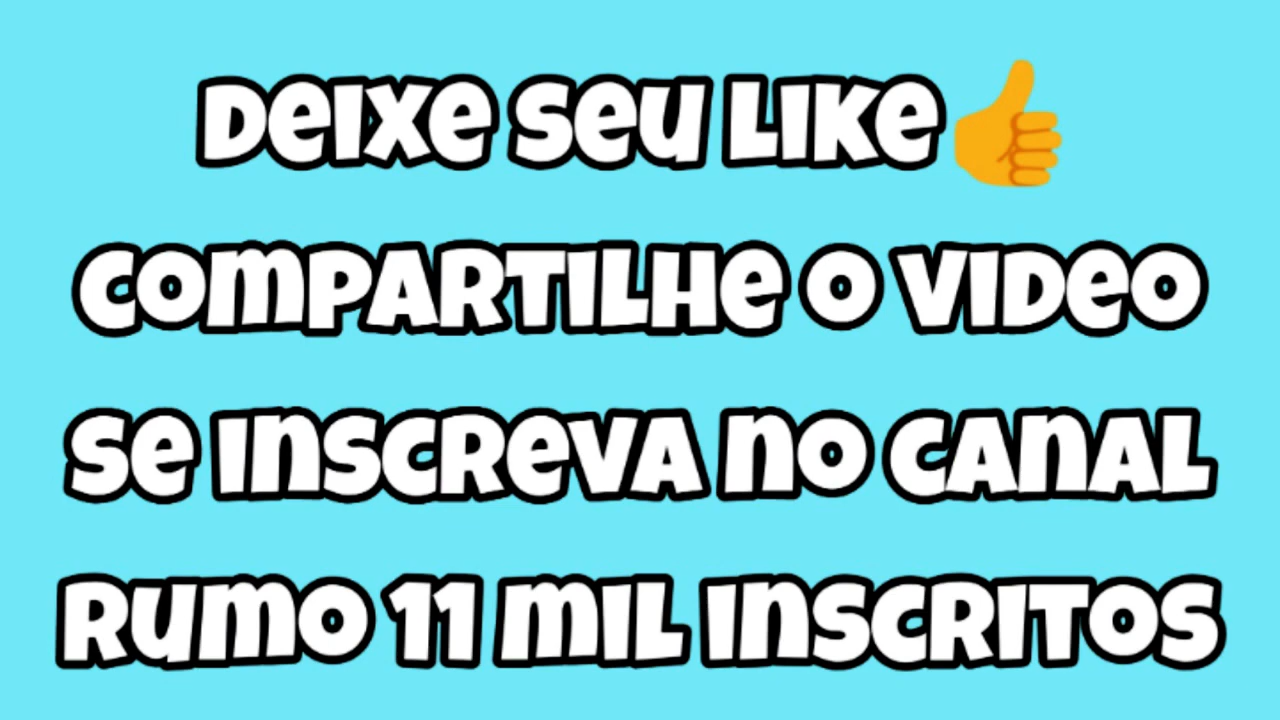 DEIXE SEU LIKE👍
COMPARTILHE O VIDEO
SE INSCREVA NO CANAL
RUMO 11 MIL INSCRITOS